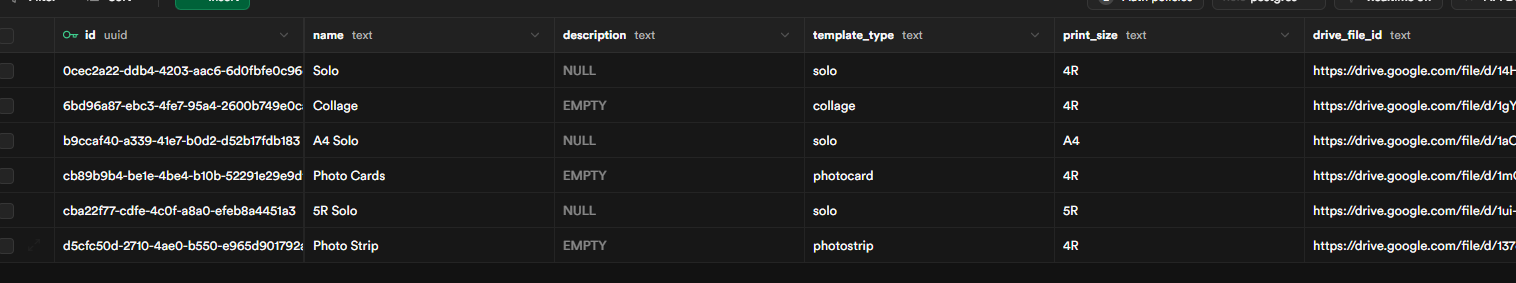 Insert
id uuid name text description text template_type text print_size text drive_file_id text
0cec2a22-ddb4-4203-aac6-6d0fbfe0c96 Solo NULL solo 4R https://drive.google.com/file/d/14H
6bd96a87-ebc3-4fe7-95a4-2600b749e0c Collage EMPTY collage 4R https://drive.google.com/file/d/1gY
b9ccaf40-a339-41e7-b0d2-d52b17fdb183 A4 Solo NULL solo A4 https://drive.google.com/file/d/1aC
cb89b9b4-be1e-4be4-b10b-52291e29e9d Photo Cards EMPTY photocard 4R https://drive.google.com/file/d/1m
cba22f77-cdfe-4c0f-a8a0-efeb8a4451a3 5R Solo NULL solo 5R https://drive.google.com/file/d/1ui-
d5cfc50d-2710-4ae0-b550-e965d901792a Photo Strip EMPTY photostrip 4R https://drive.google.com/file/d/137